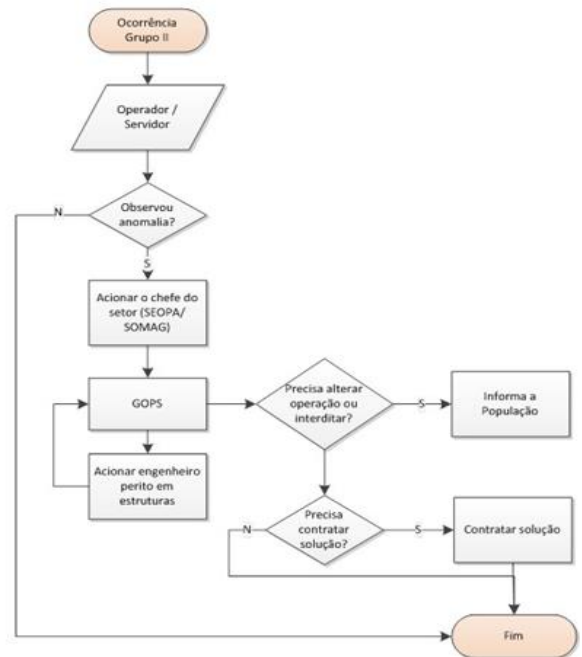 Ocorrência
Grupo II
Operador /
Servidor
N
Observou
anomalia?
S
Acionar o chefe do
setor (SEOPA/
SOMAG)
GOPS
Precisa alterar
operação ou
interditar?
S
Informa a
População
Acionar engenheiro
perito em
estruturas
N
Precisa
contratar
solução?
S
Contratar solução
Fim